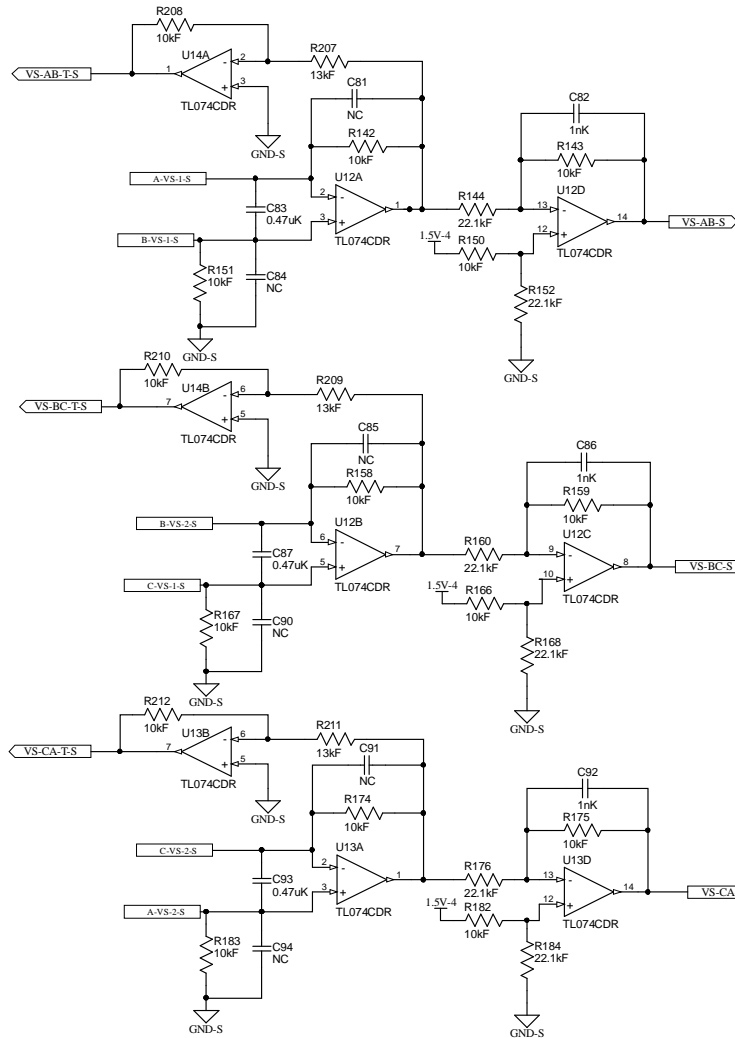 R208
10kF
U14A
VS-AB-T-S
1
2
3
-
+
TL074CDR
GND-S
R207
13kF
C81
NC
R142
10kF
U12A
A-VS-1-S
2
-
3
+
1
TL074CDR
C83
0.47uK
B-VS-1-S
R151
10kF
C84
NC
GND-S
C82
1nK
R143
10kF
U12D
R144
22.1kF
13
-
12
+
14
VS-AB-S
TL074CDR
1.5V-4
R150
10kF
R152
22.1kF
GND-S
R210
10kF
U14B
VS-BC-T-S
7
6
5
-
+
TL074CDR
GND-S
R209
13kF
C85
NC
R158
10kF
U12B
B-VS-2-S
6
-
5
+
7
TL074CDR
C87
0.47uK
C-VS-1-S
R167
10kF
C90
NC
GND-S
C86
1nK
R159
10kF
U12C
R160
22.1kF
9
-
10
+
8
VS-BC-S
TL074CDR
1.5V-4
R166
10kF
R168
22.1kF
GND-S
R212
10kF
U13B
VS-CA-T-S
7
6
5
-
+
TL074CDR
GND-S
R211
13kF
C91
NC
R174
10kF
U13A
C-VS-2-S
2
-
3
+
1
TL074CDR
C93
0.47uK
A-VS-2-S
R183
10kF
C94
NC
GND-S
C92
1nK
R175
10kF
U13D
R176
22.1kF
13
-
12
+
14
VS-CA
TL074CDR
1.5V-4
R182
10kF
R184
22.1kF
GND-S